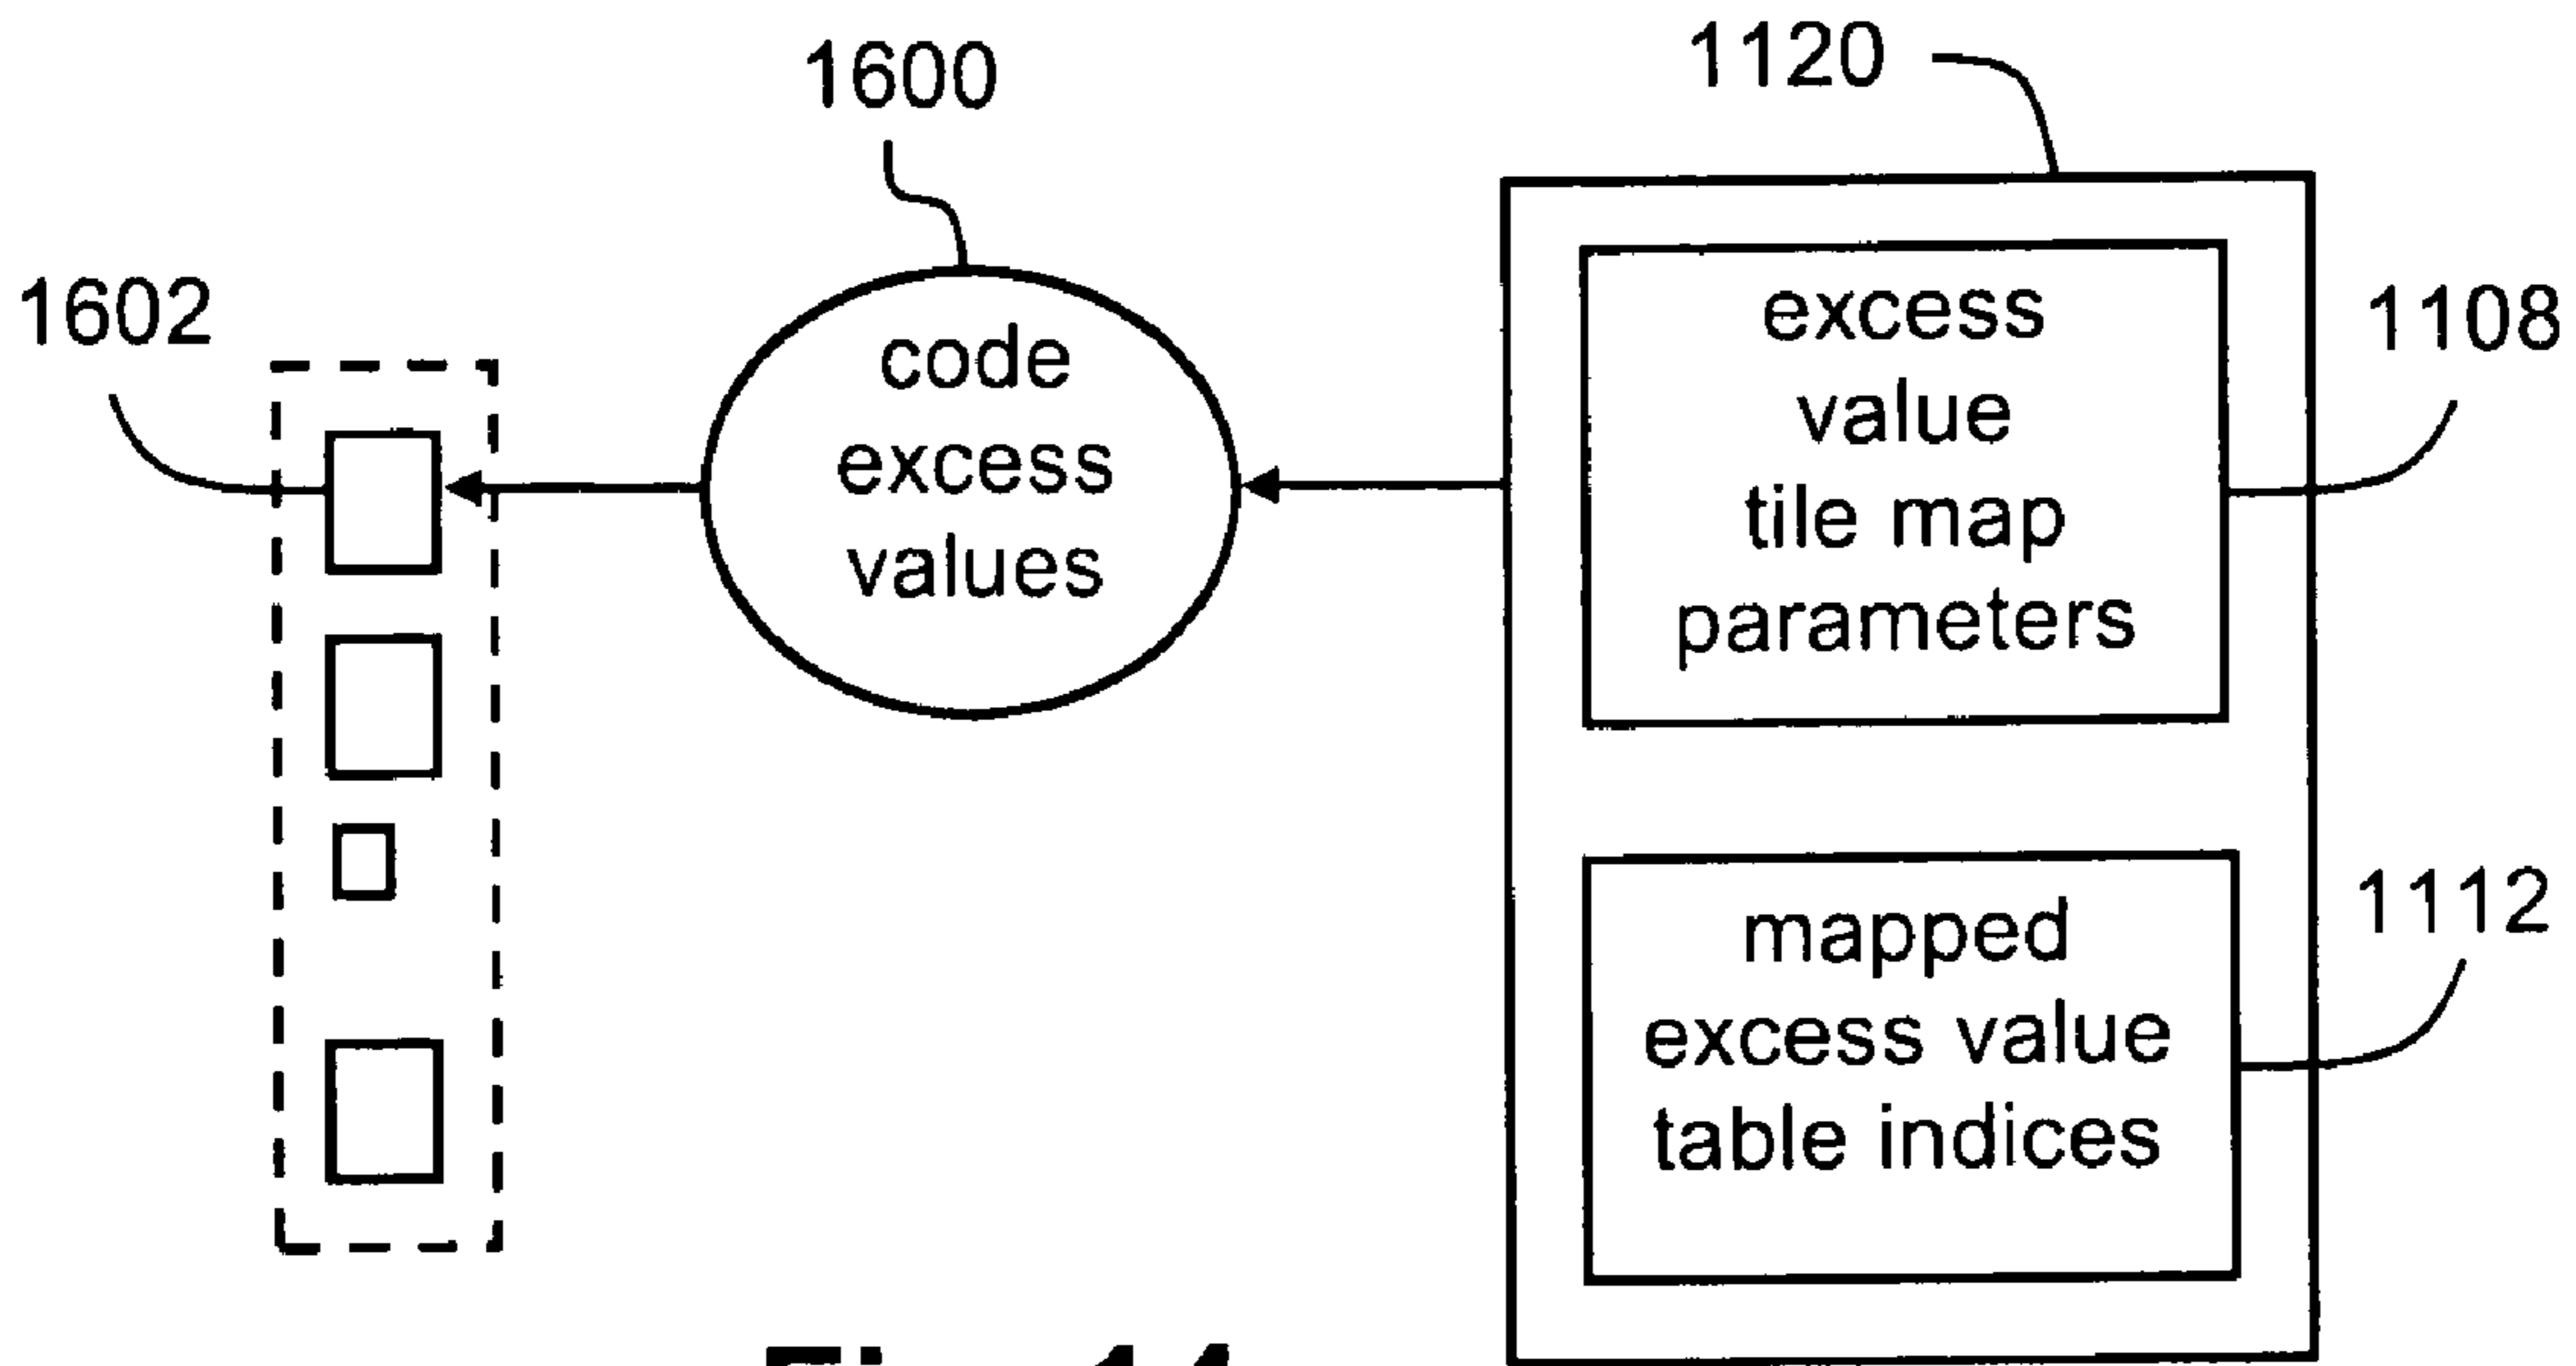 1600
1120
1602
code
excess
values
excess
value
tile map
parameters
1108
mapped
excess value
table indices
1112